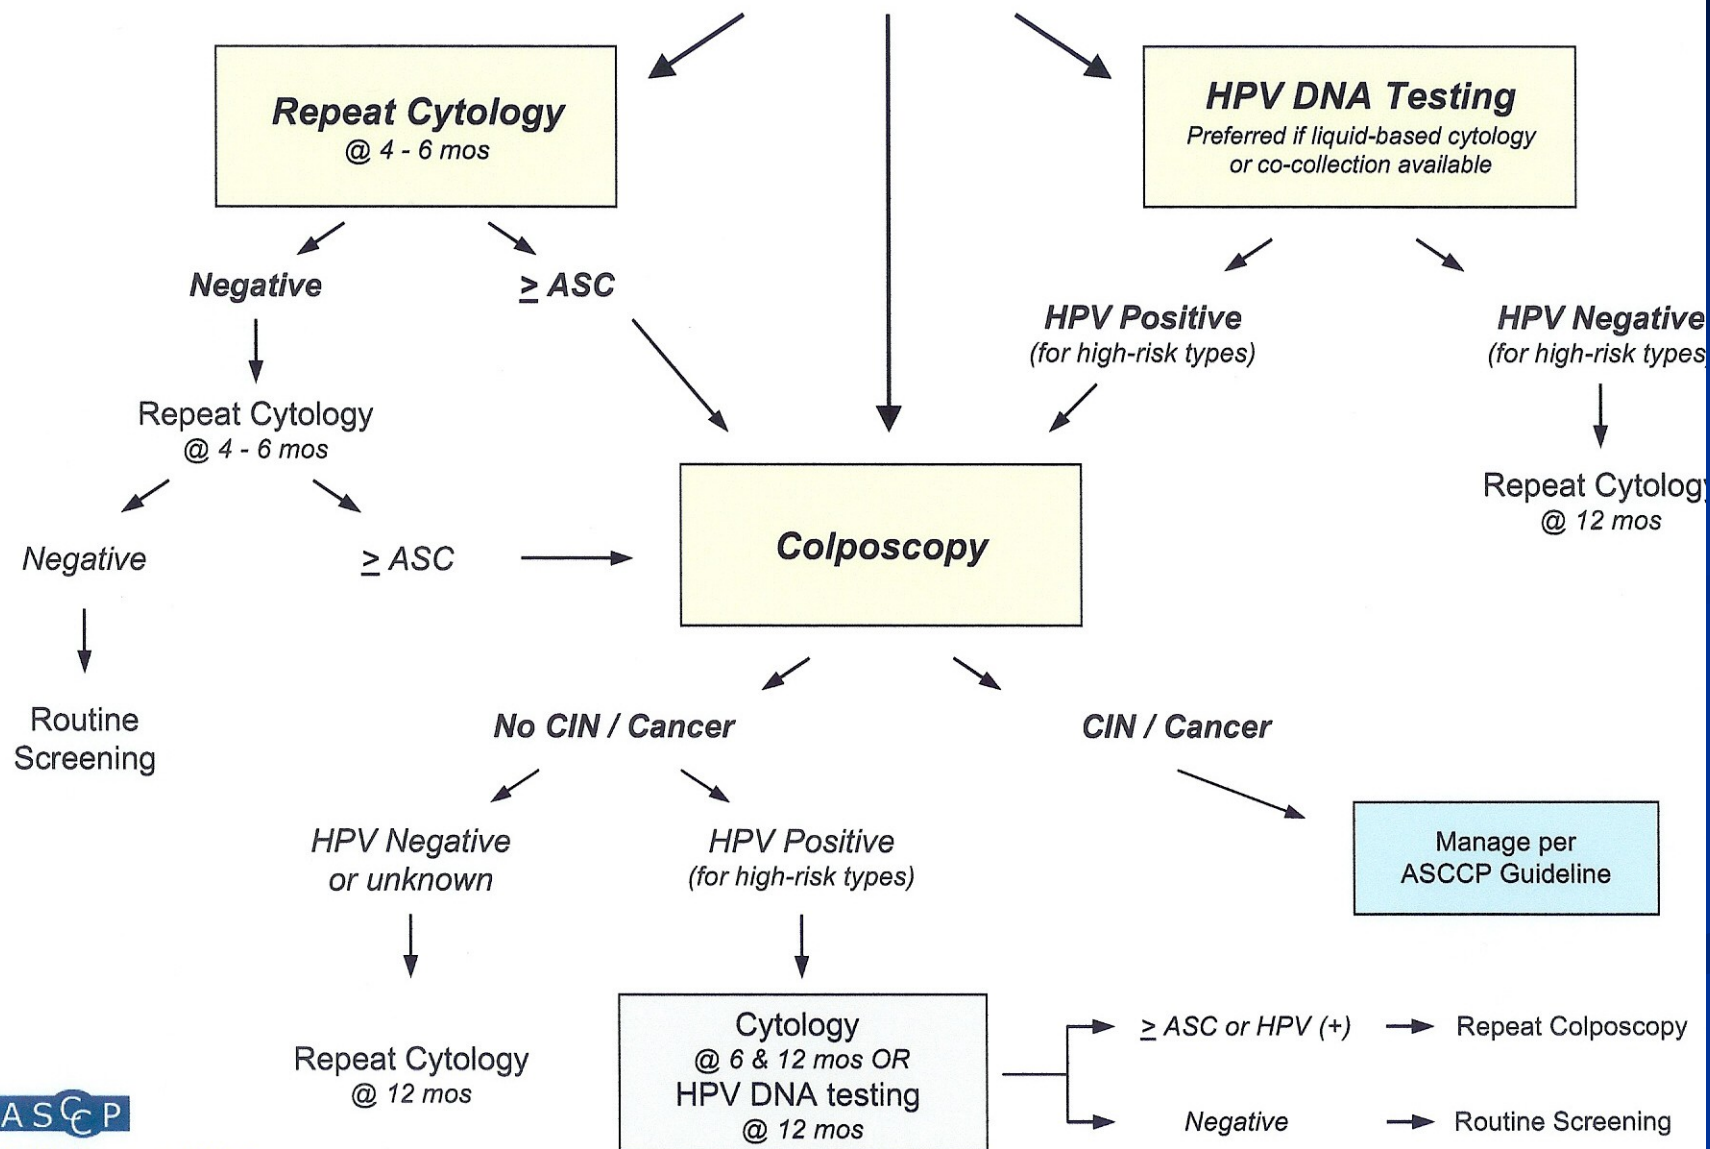 Repeat Cytology
@ 4 - 6 mos
HPV DNA Testing
Preferred if liquid-based cytology
or co-collection available
Negative
≥ ASC
HPV Positive
(for high-risk types)
HPV Negative
(for high-risk types
Repeat Cytology
@ 4 - 6 mos
Repeat Cytology
@ 12 mos
Negative
≥ ASC
Colposcopy
Routine
Screening
No CIN / Cancer
CIN / Cancer
HPV Negative
or unknown
HPV Positive
(for high-risk types)
Manage per
ASCCP Guideline
Repeat Cytology
@ 12 mos
Cytology
@ 6 & 12 mos OR
HPV DNA testing
@ 12 mos
≥ ASC or HPV (+)
Repeat Colposcopy
Negative
Routine Screening
ASCCP